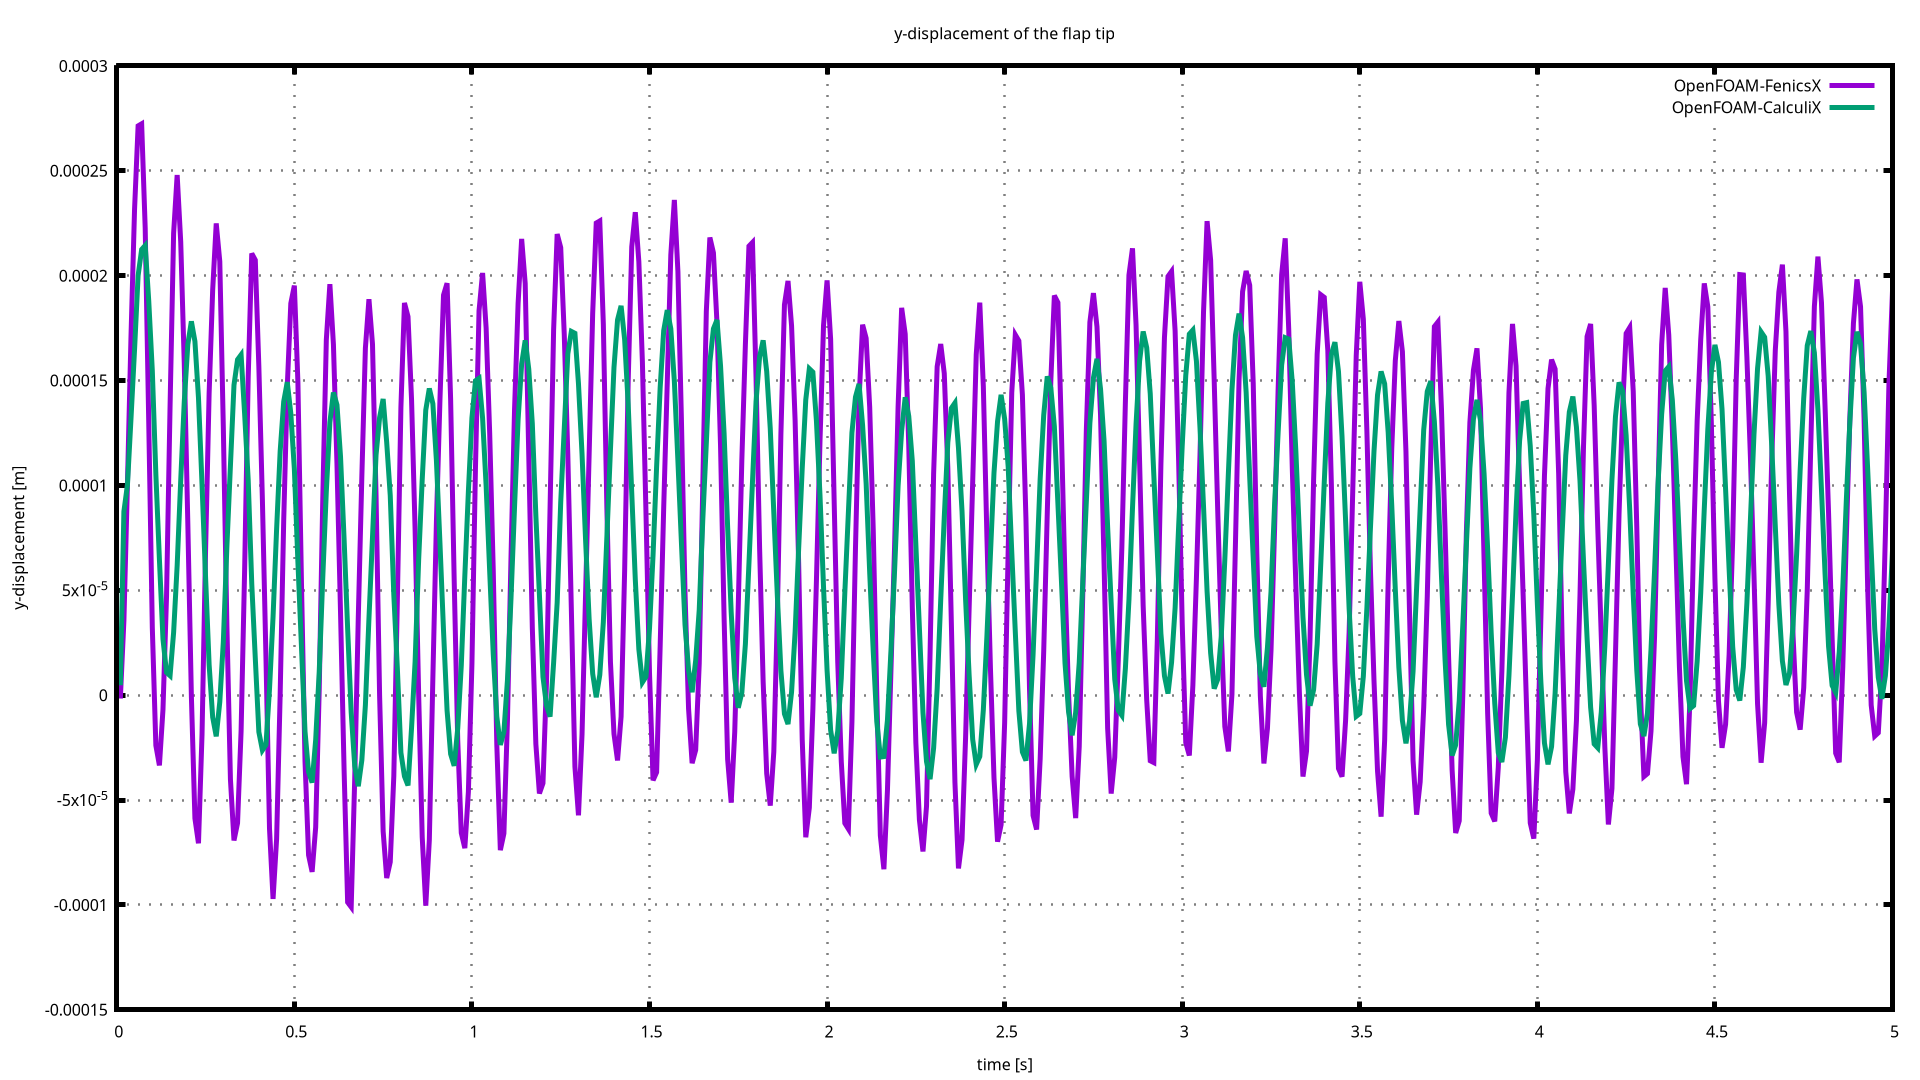 y-displacement of the flap tip
OpenFOAM-FenicsX
OpenFOAM-CalculiX
0.0003
0.00025
0.0002
0.00015
0.0001
5x10⁻⁵
0
-5x10⁻⁵
-0.0001
-0.00015
y-displacement [m]
0 0.5 1 1.5 2 2.5 3 3.5 4 4.5 5
time [s]